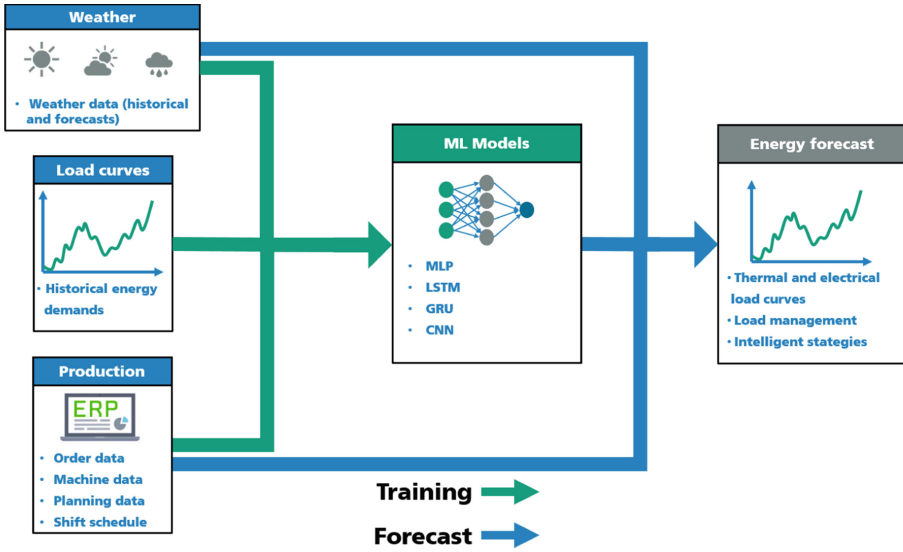 Weather
• Weather data (historical
and forecasts)
Load curves
• Historical energy
demands
Production
ERP
• Order data
• Machine data
• Planning data
• Shift schedule
ML Models
• MLP
• LSTM
• GRU
• CNN
Energy forecast
• Thermal and electrical
load curves
• Load management
• Intelligent stategies
Training
Forecast